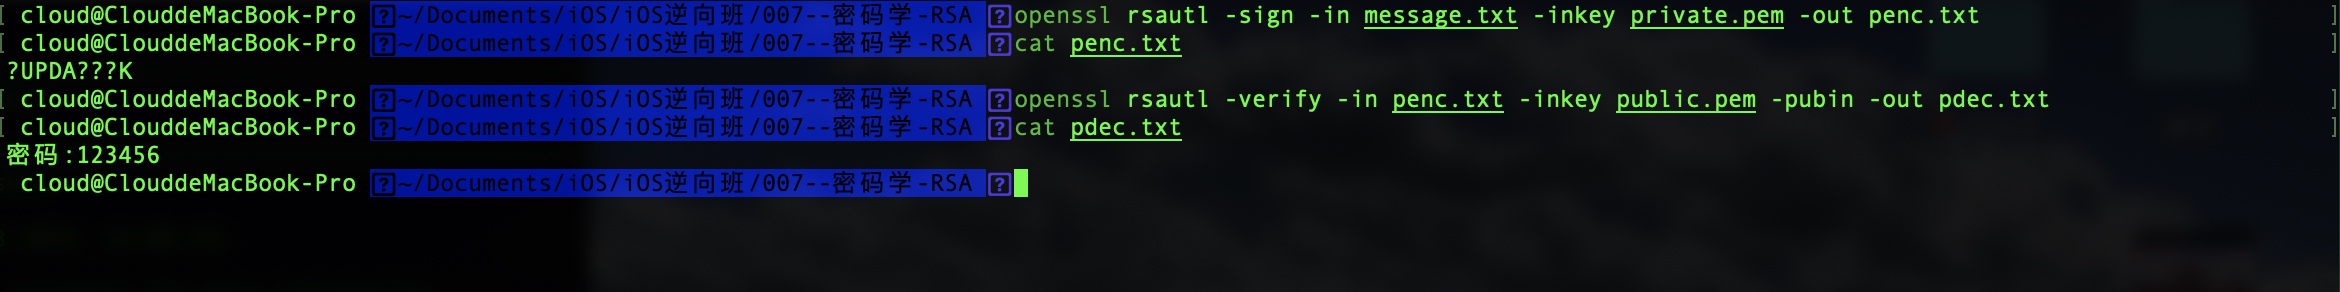 cloud@ClouddeMacBook-Pro ~/Documents/iOS/iOS逆向班/007--密码学-RSA openssl rsautl -sign -in message.txt -inkey private.pem -out penc.txt
cloud@ClouddeMacBook-Pro ~/Documents/iOS/iOS逆向班/007--密码学-RSA cat penc.txt
?UPDA???K
cloud@ClouddeMacBook-Pro ~/Documents/iOS/iOS逆向班/007--密码学-RSA openssl rsautl -verify -in penc.txt -inkey public.pem -pubin -out pdec.txt
cloud@ClouddeMacBook-Pro ~/Documents/iOS/iOS逆向班/007--密码学-RSA cat pdec.txt
密码:123456
cloud@ClouddeMacBook-Pro ~/Documents/iOS/iOS逆向班/007--密码学-RSA